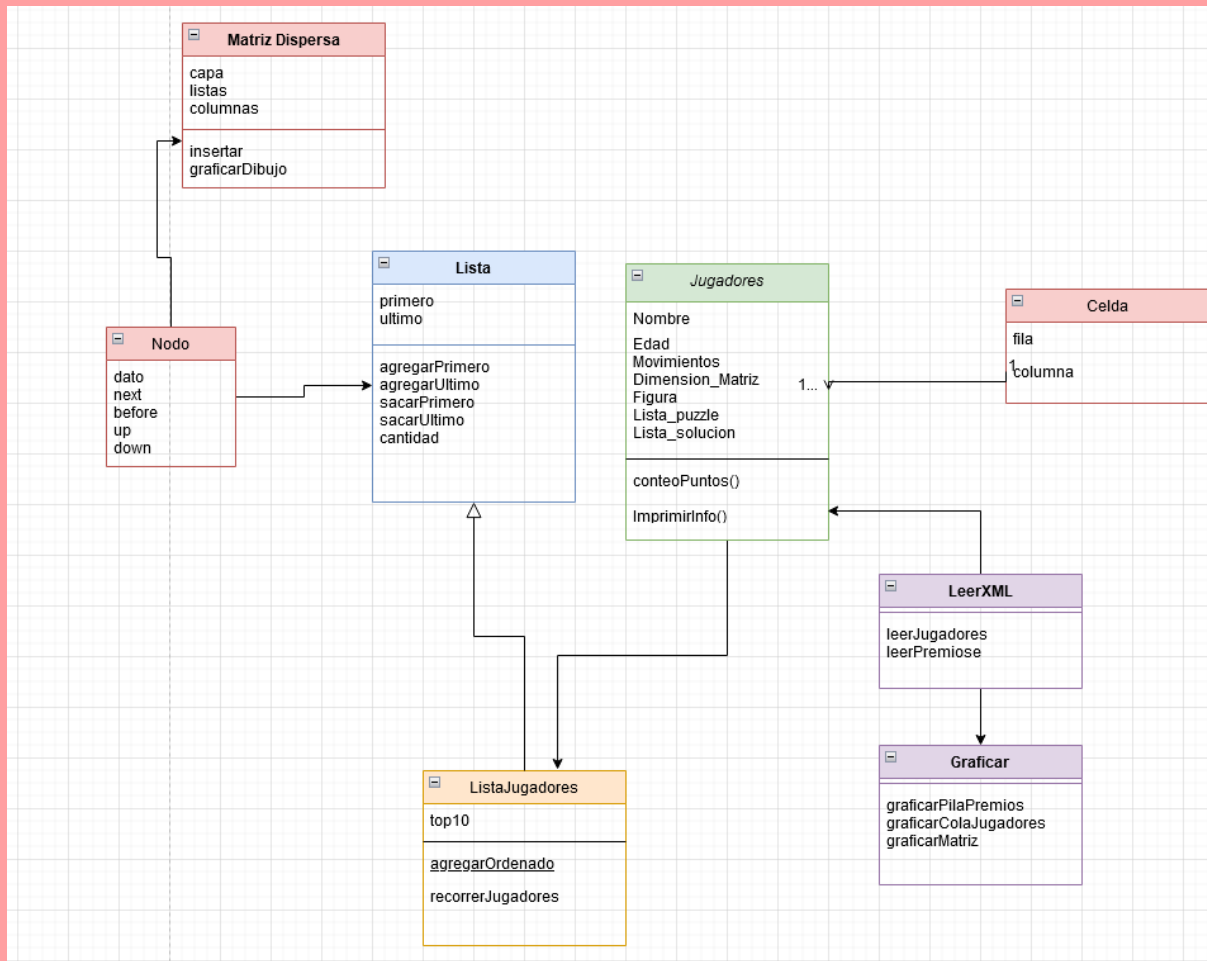 Matriz Dispersa
capa
listas
columnas
insertar
graficarDibujo
Nodo
dato
next
before
up
down
Lista
primero
ultimo
agregarPrimero
agregarUltimo
sacarPrimero
sacarUltimo
cantidad
Jugadores
Nombre
Edad
Movimientos
Dimension_Matriz
Figura
Lista_puzzle
Lista_solucion
conteoPuntos()
ImprimirInfo()
1...
Celda
fila
1
columna
LeerXML
leerJugadores
leerPremiose
Graficar
graficarPilaPremios
graficarColaJugadores
graficarMatriz
ListaJugadores
top10
agregarOrdenado
recorrerJugadores